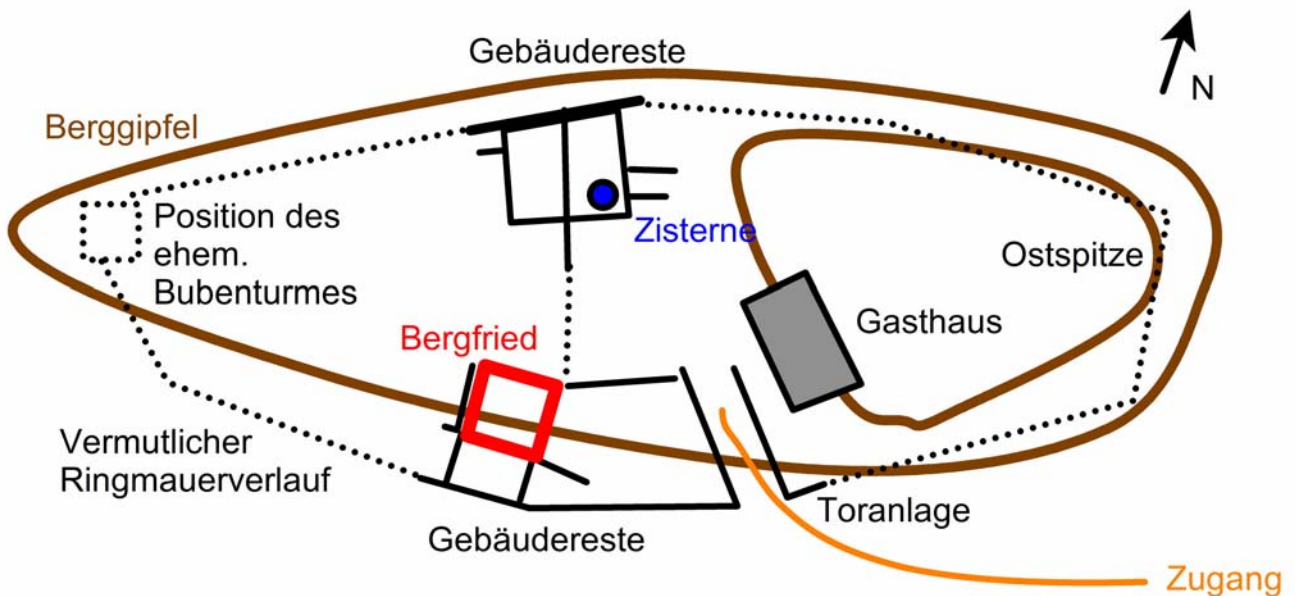 Gebäudereste
N
Berggipfel
Position des
ehem.
Bubenturmes
Zisterne
Ostspitze
Gasthaus
Bergfried
Vermutlicher
Ringmauerverlauf
Toranlage
Gebäudereste
Zugang